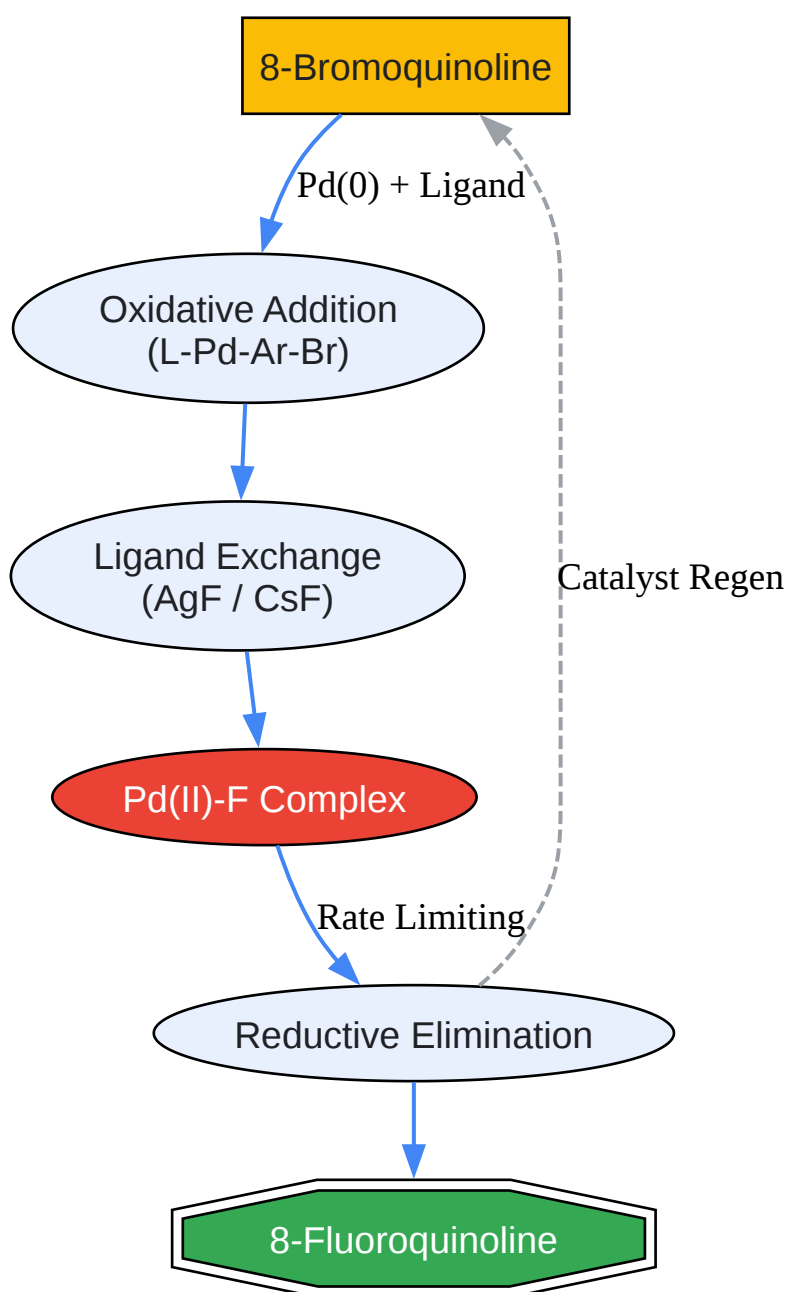 8-Bromoquinoline
Pd(0) + Ligand
Oxidative Addition
(L-Pd-Ar-Br)
Ligand Exchange
(AgF / CsF)
Catalyst Regen
Pd(II)-F Complex
Rate Limiting
Reductive Elimination
8-Fluoroquinoline